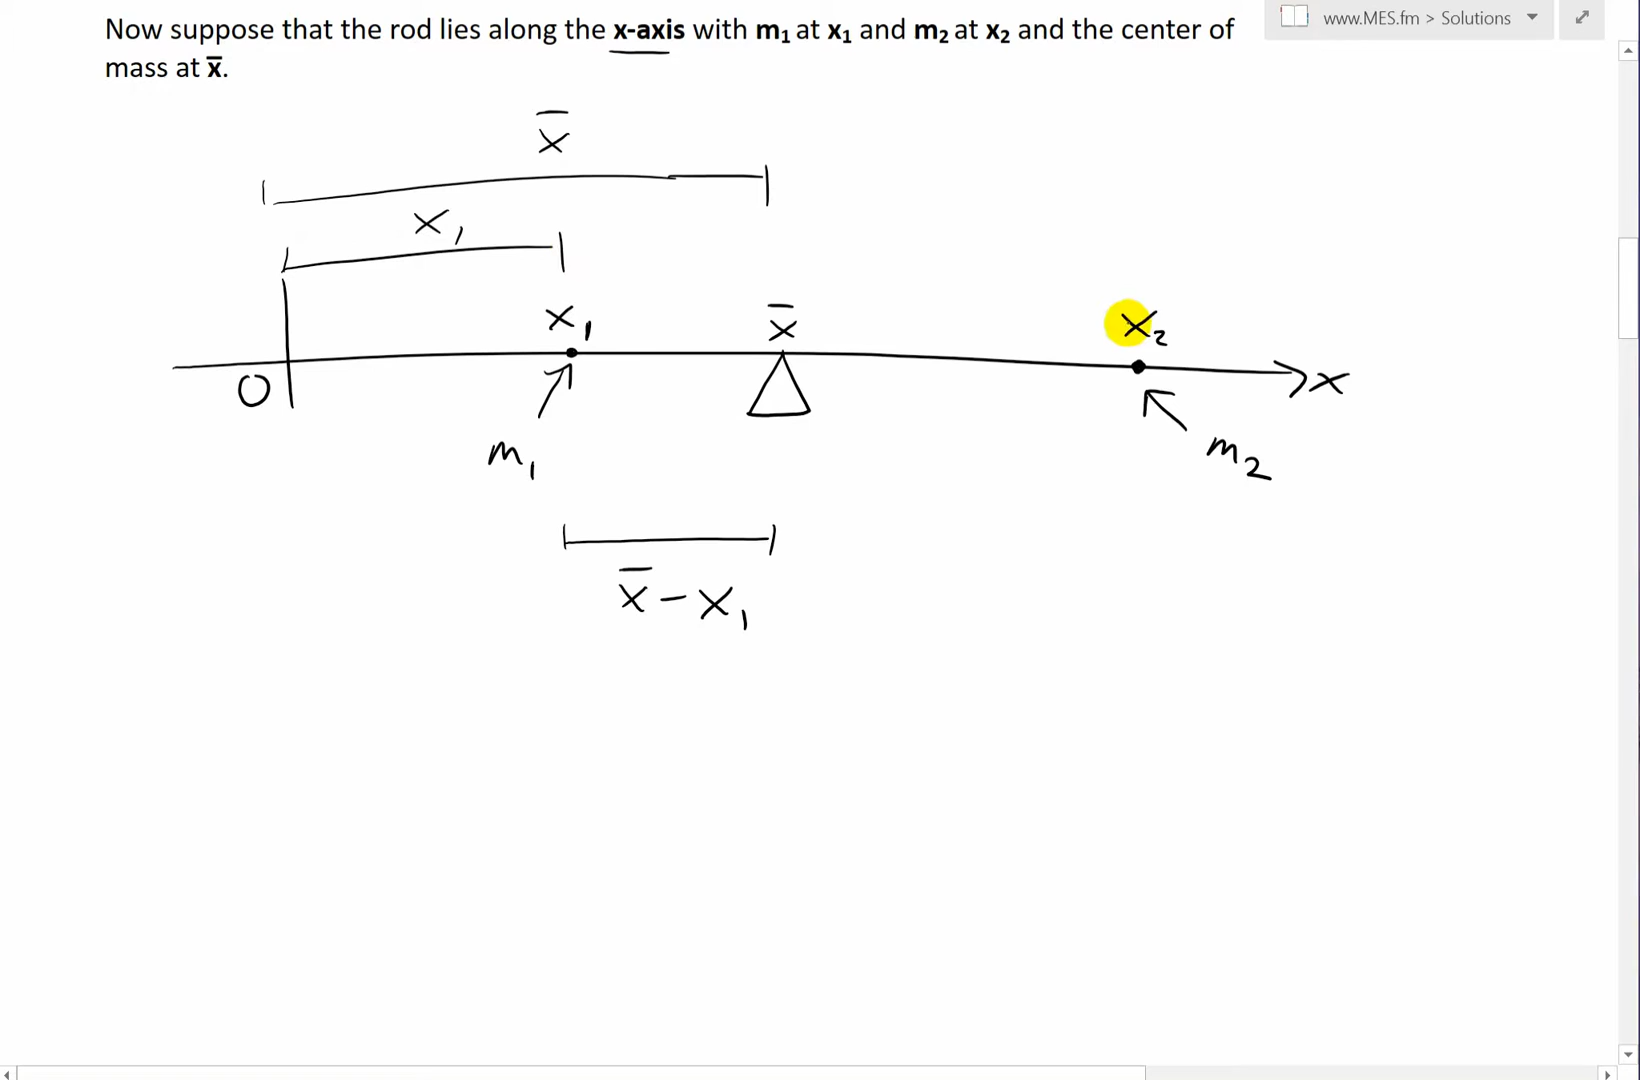 Now suppose that the rod lies along the x-axis with m₁ at x₁ and m₂ at x₂ and the center of
mass at x̄.
www.MES.fm > Solutions
x̄
x₁
x₁
x̄
x₂
O
x
m₁
m₂
x̄ - x₁